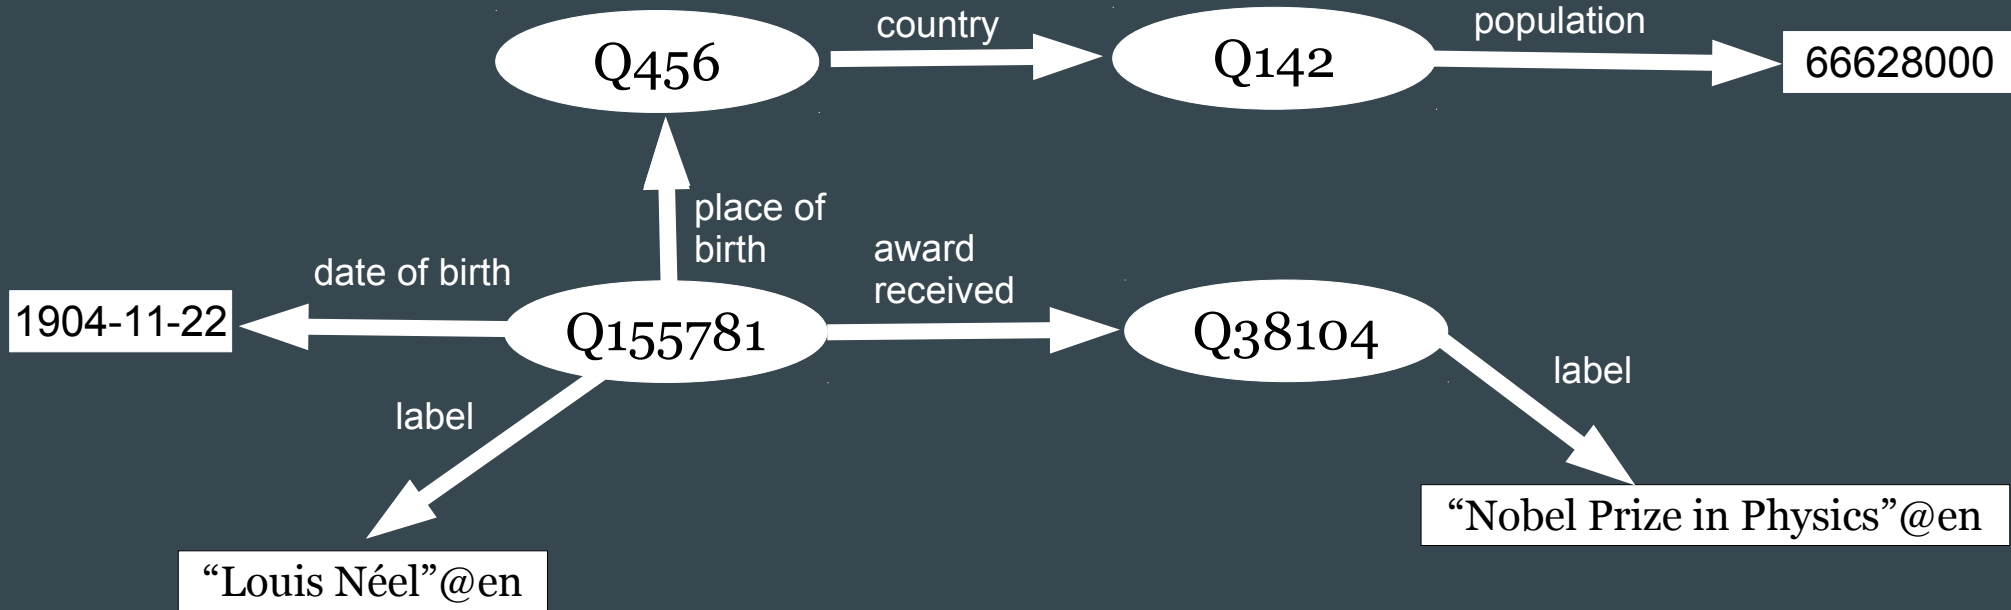 country
population
Q456
Q142
66628000
place of
birth
award
received
date of birth
1904-11-22
Q155781
Q38104
label
label
“Nobel Prize in Physics”@en
“Louis Néel”@en